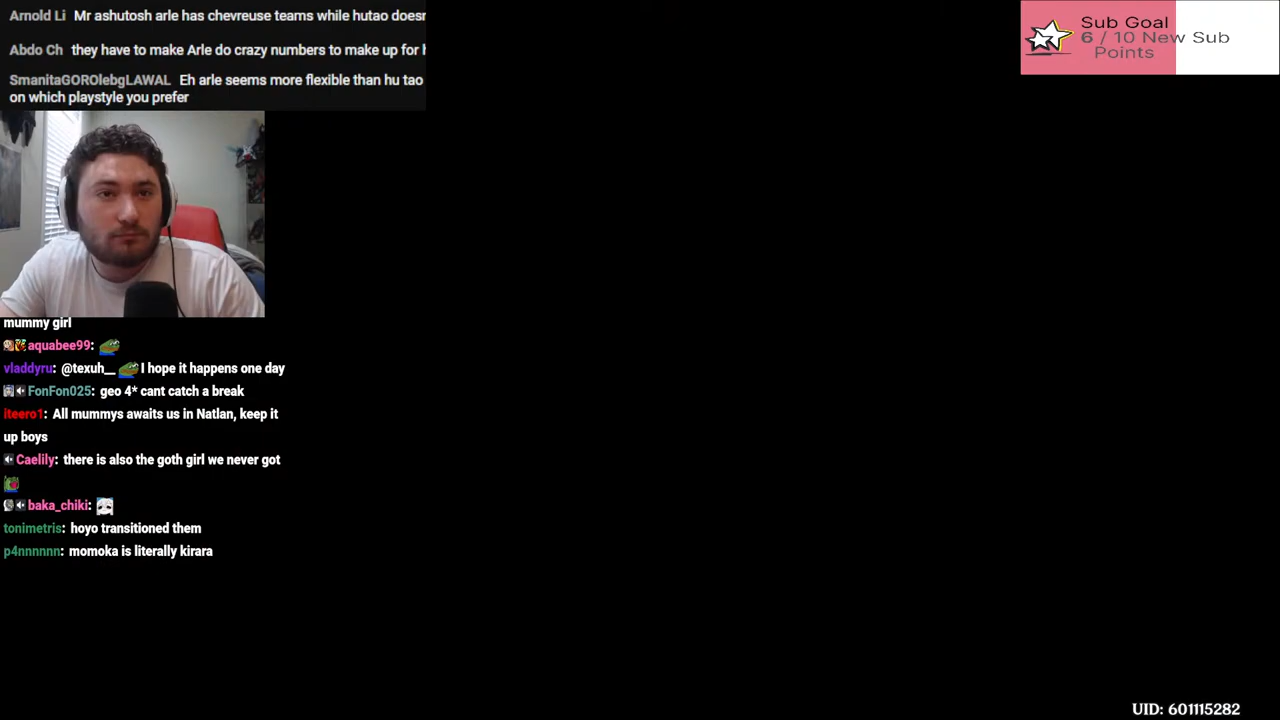 Arnold Li Mr ashutosh arle has chevreuse teams while hutao doesn
Abdo Ch they have to make Arle do crazy numbers to make up for
SmanitaGOROlebgLAWAL Eh arle seems more flexible than hu tao
on which playstyle you prefer
Sub Goal
6 / 10 New Sub
Points
mummy girl
aquabee99:
vladdyru: @texuh__ I hope it happens one day
FonFon025: geo 4* cant catch a break
iteero1: All mummys awaits us in Natlan, keep it
up boys
Caelily: there is also the goth girl we never got
baka_chiki:
tonimetris: hoyo transitioned them
p4nnnnnn: momoka is literally kirara
UID: 601115282